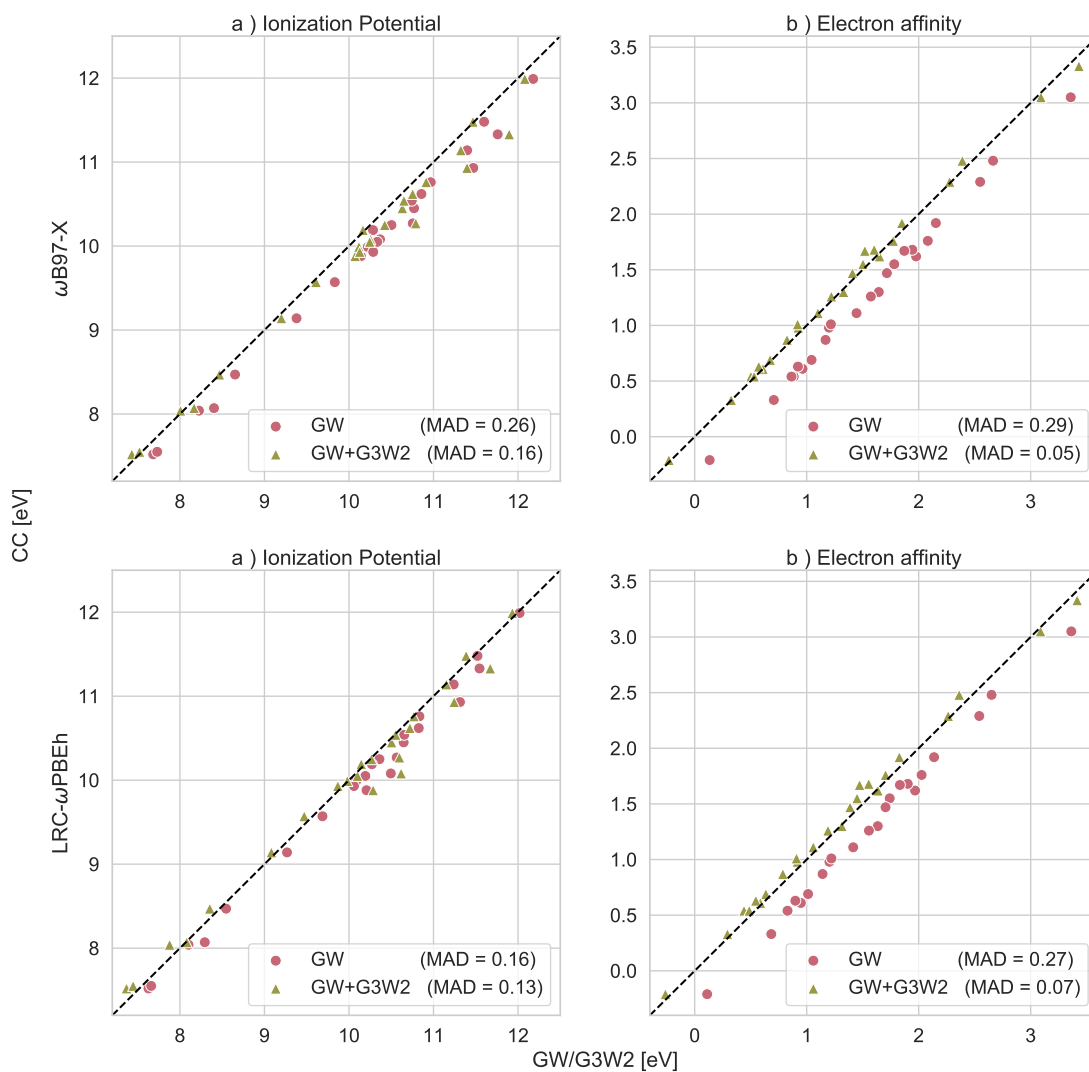 a ) Ionization Potential
b ) Electron affinity
12
11
10
9
8
ωB97-X
8
9
10
11
12
GW (MAD = 0.26)
GW+G3W2 (MAD = 0.16)
3.5
3.0
2.5
2.0
1.5
1.0
0.5
0.0
0
1
2
3
GW (MAD = 0.29)
GW+G3W2 (MAD = 0.05)
CC [eV]
a ) Ionization Potential
b ) Electron affinity
12
11
10
9
8
LRC-ωPBEh
8
9
10
11
12
GW (MAD = 0.16)
GW+G3W2 (MAD = 0.13)
3.5
3.0
2.5
2.0
1.5
1.0
0.5
0.0
0
1
2
3
GW (MAD = 0.27)
GW+G3W2 (MAD = 0.07)
GW/G3W2 [eV]